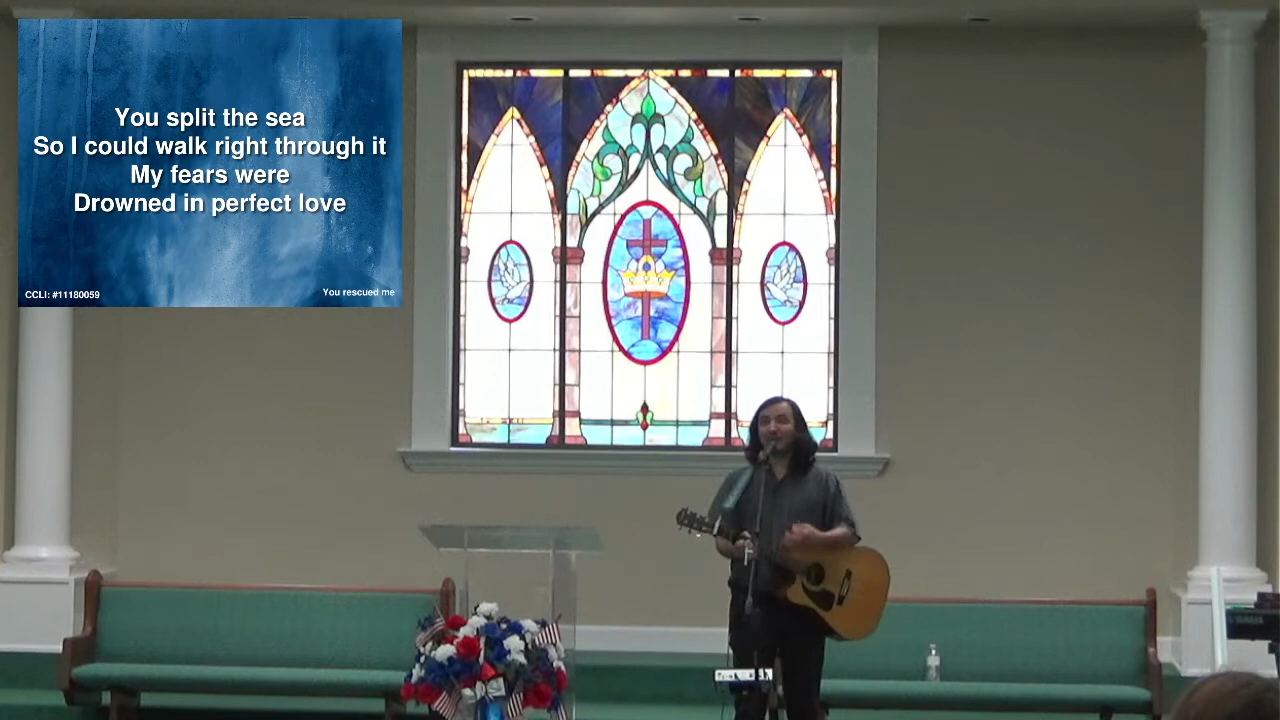 You split the sea
So I could walk right through it
My fears were
Drowned in perfect love
CCLI: #11180059
You rescued me
YAMAHA